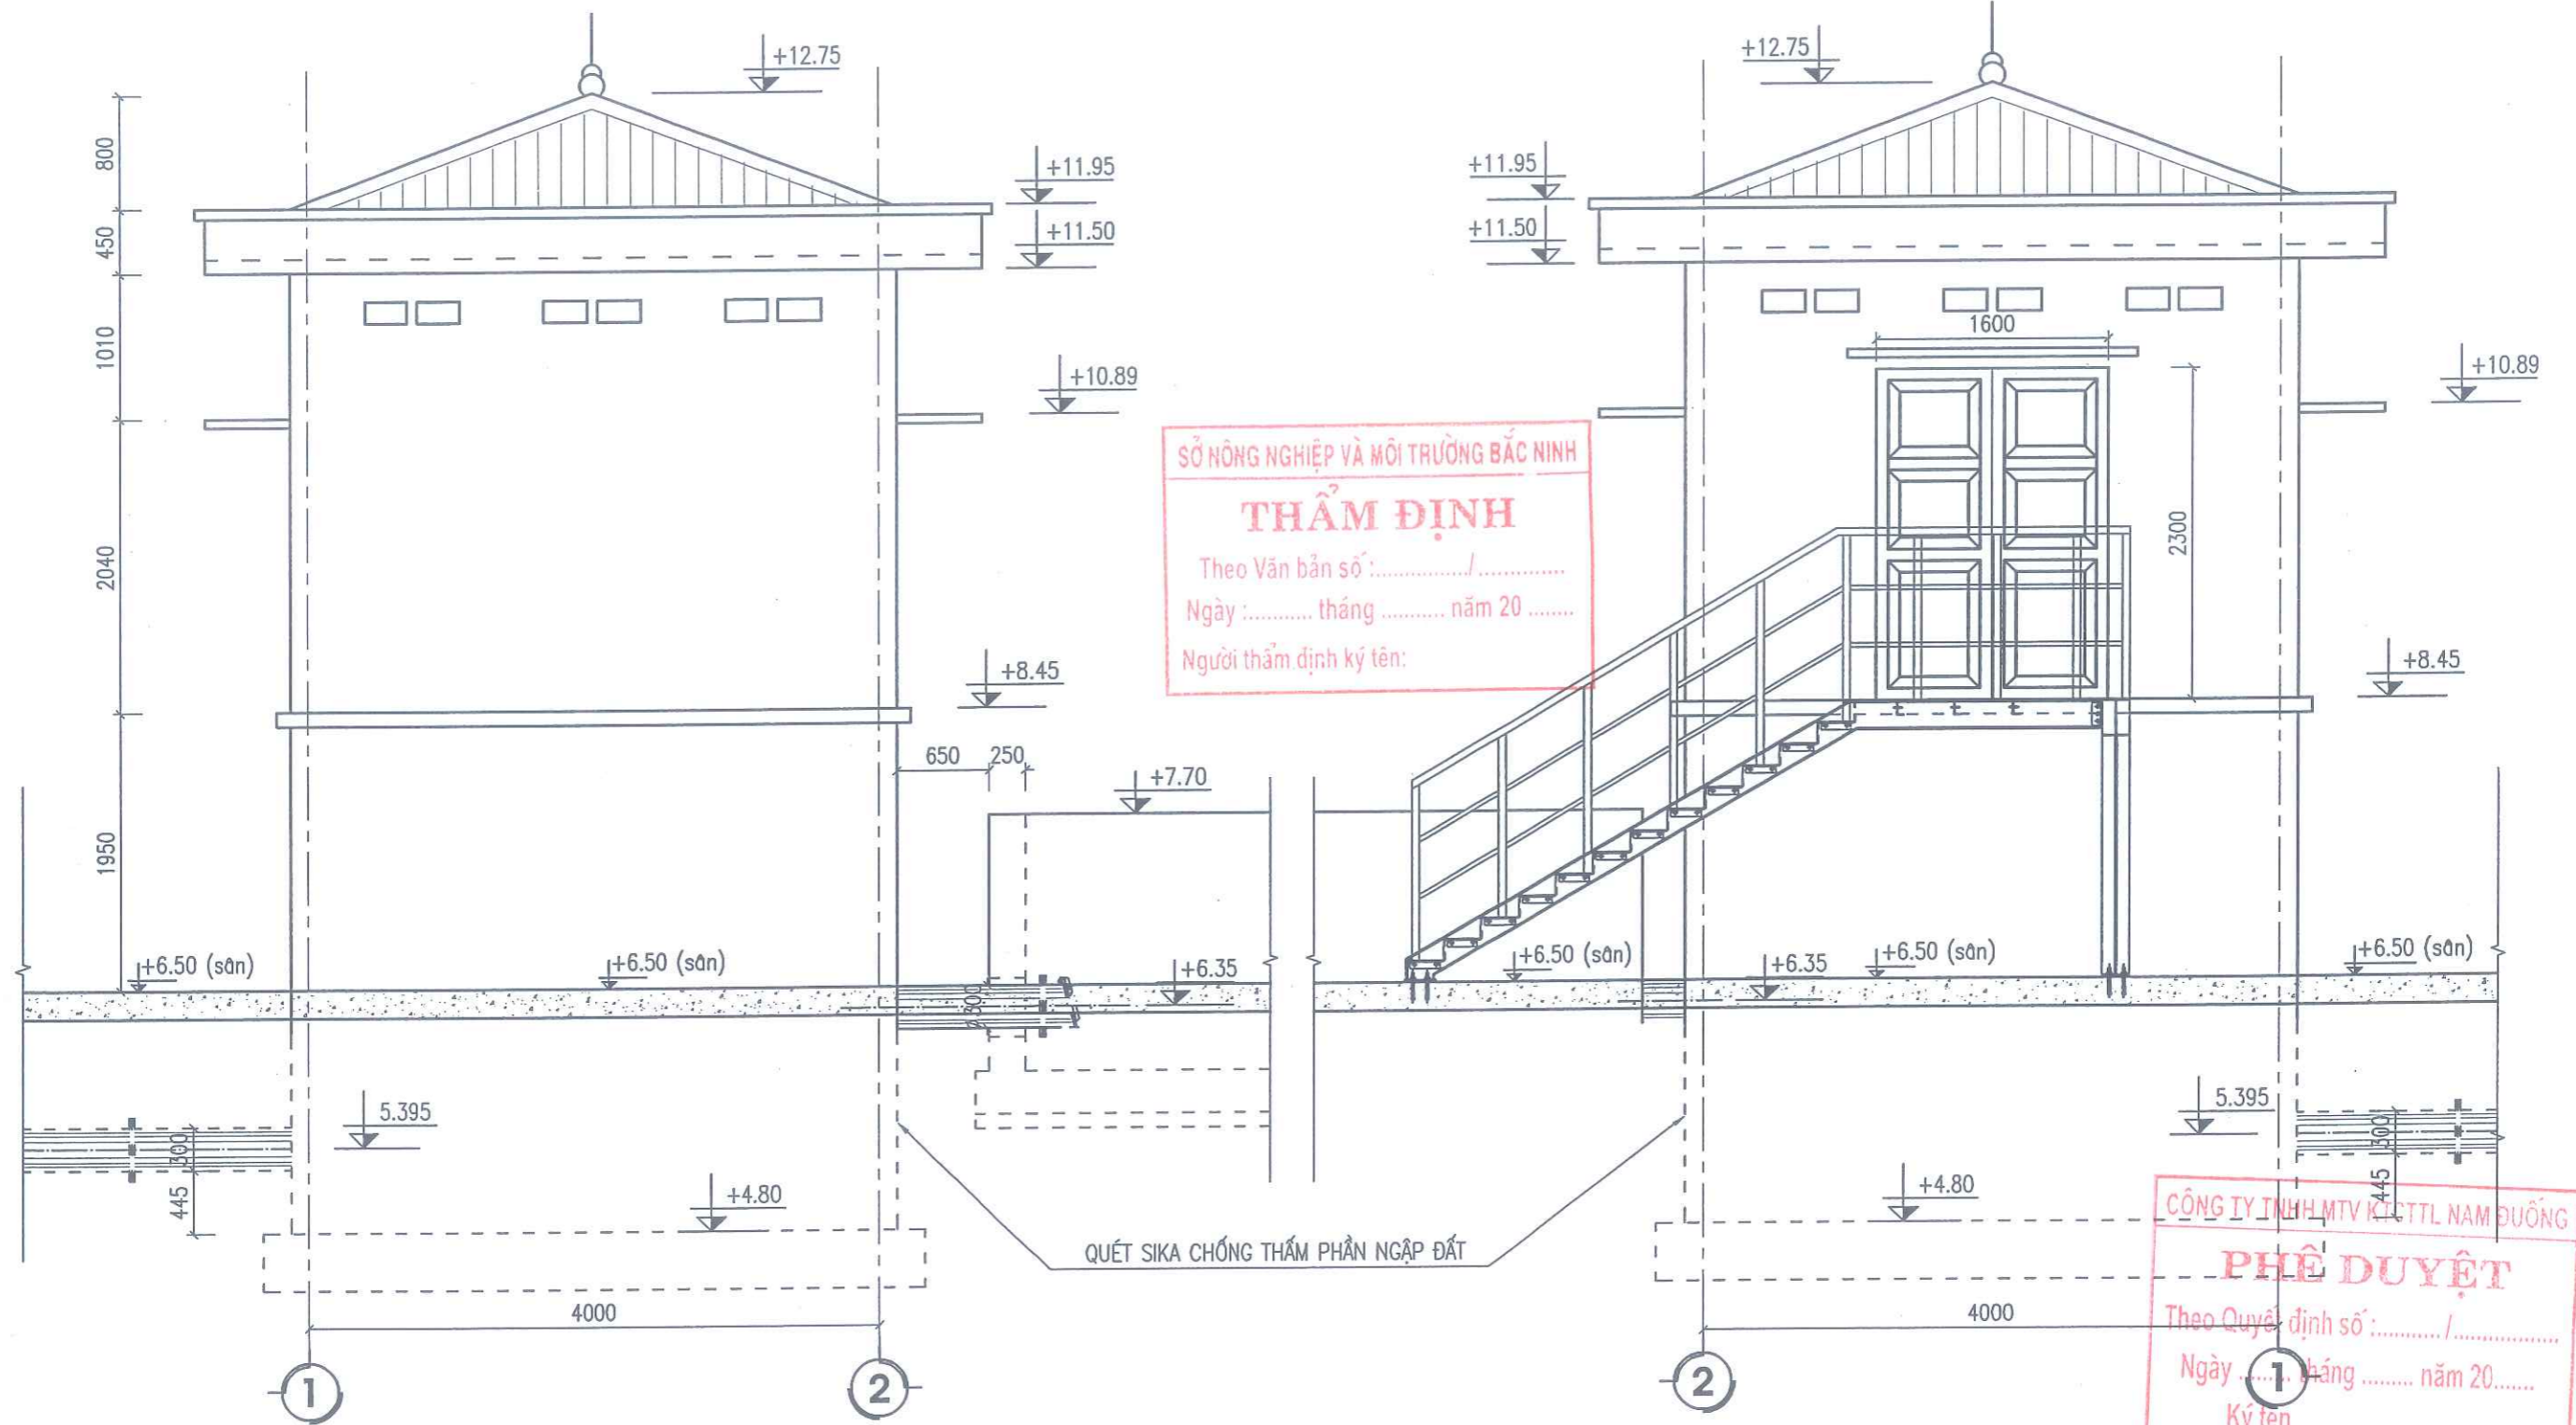 +12.75
+12.75
800
+11.95
+11.95
450
+11.50
+11.50
1010
1600
+10.89
+10.89
SỞ NÔNG NGHIỆP VÀ MÔI TRƯỜNG BẮC NINH
THẨM ĐỊNH
Theo Văn bản số :................/ ..............
Ngày :........... tháng ........... năm 20 ........
Người thẩm định ký tên:
2040
2300
+8.45
+8.45
650
250
+7.70
1950
+6.50 (sân)
+6.50 (sân)
+6.35
+6.50 (sân)
+6.35
+6.50 (sân)
+6.50 (sân)
Ø300
5.395
5.395
300
300
445
445
+4.80
+4.80
QUÉT SIKA CHỐNG THẤM PHẦN NGẬP ĐẤT
CÔNG TY TNHH MTV KTCTTL NAM ĐUỐNG
PHÊ DUYỆT
Theo Quyết định số :.........../..................
Ngày ......... tháng ......... năm 20.......
Ký tên
4000
4000
1
2
2
1